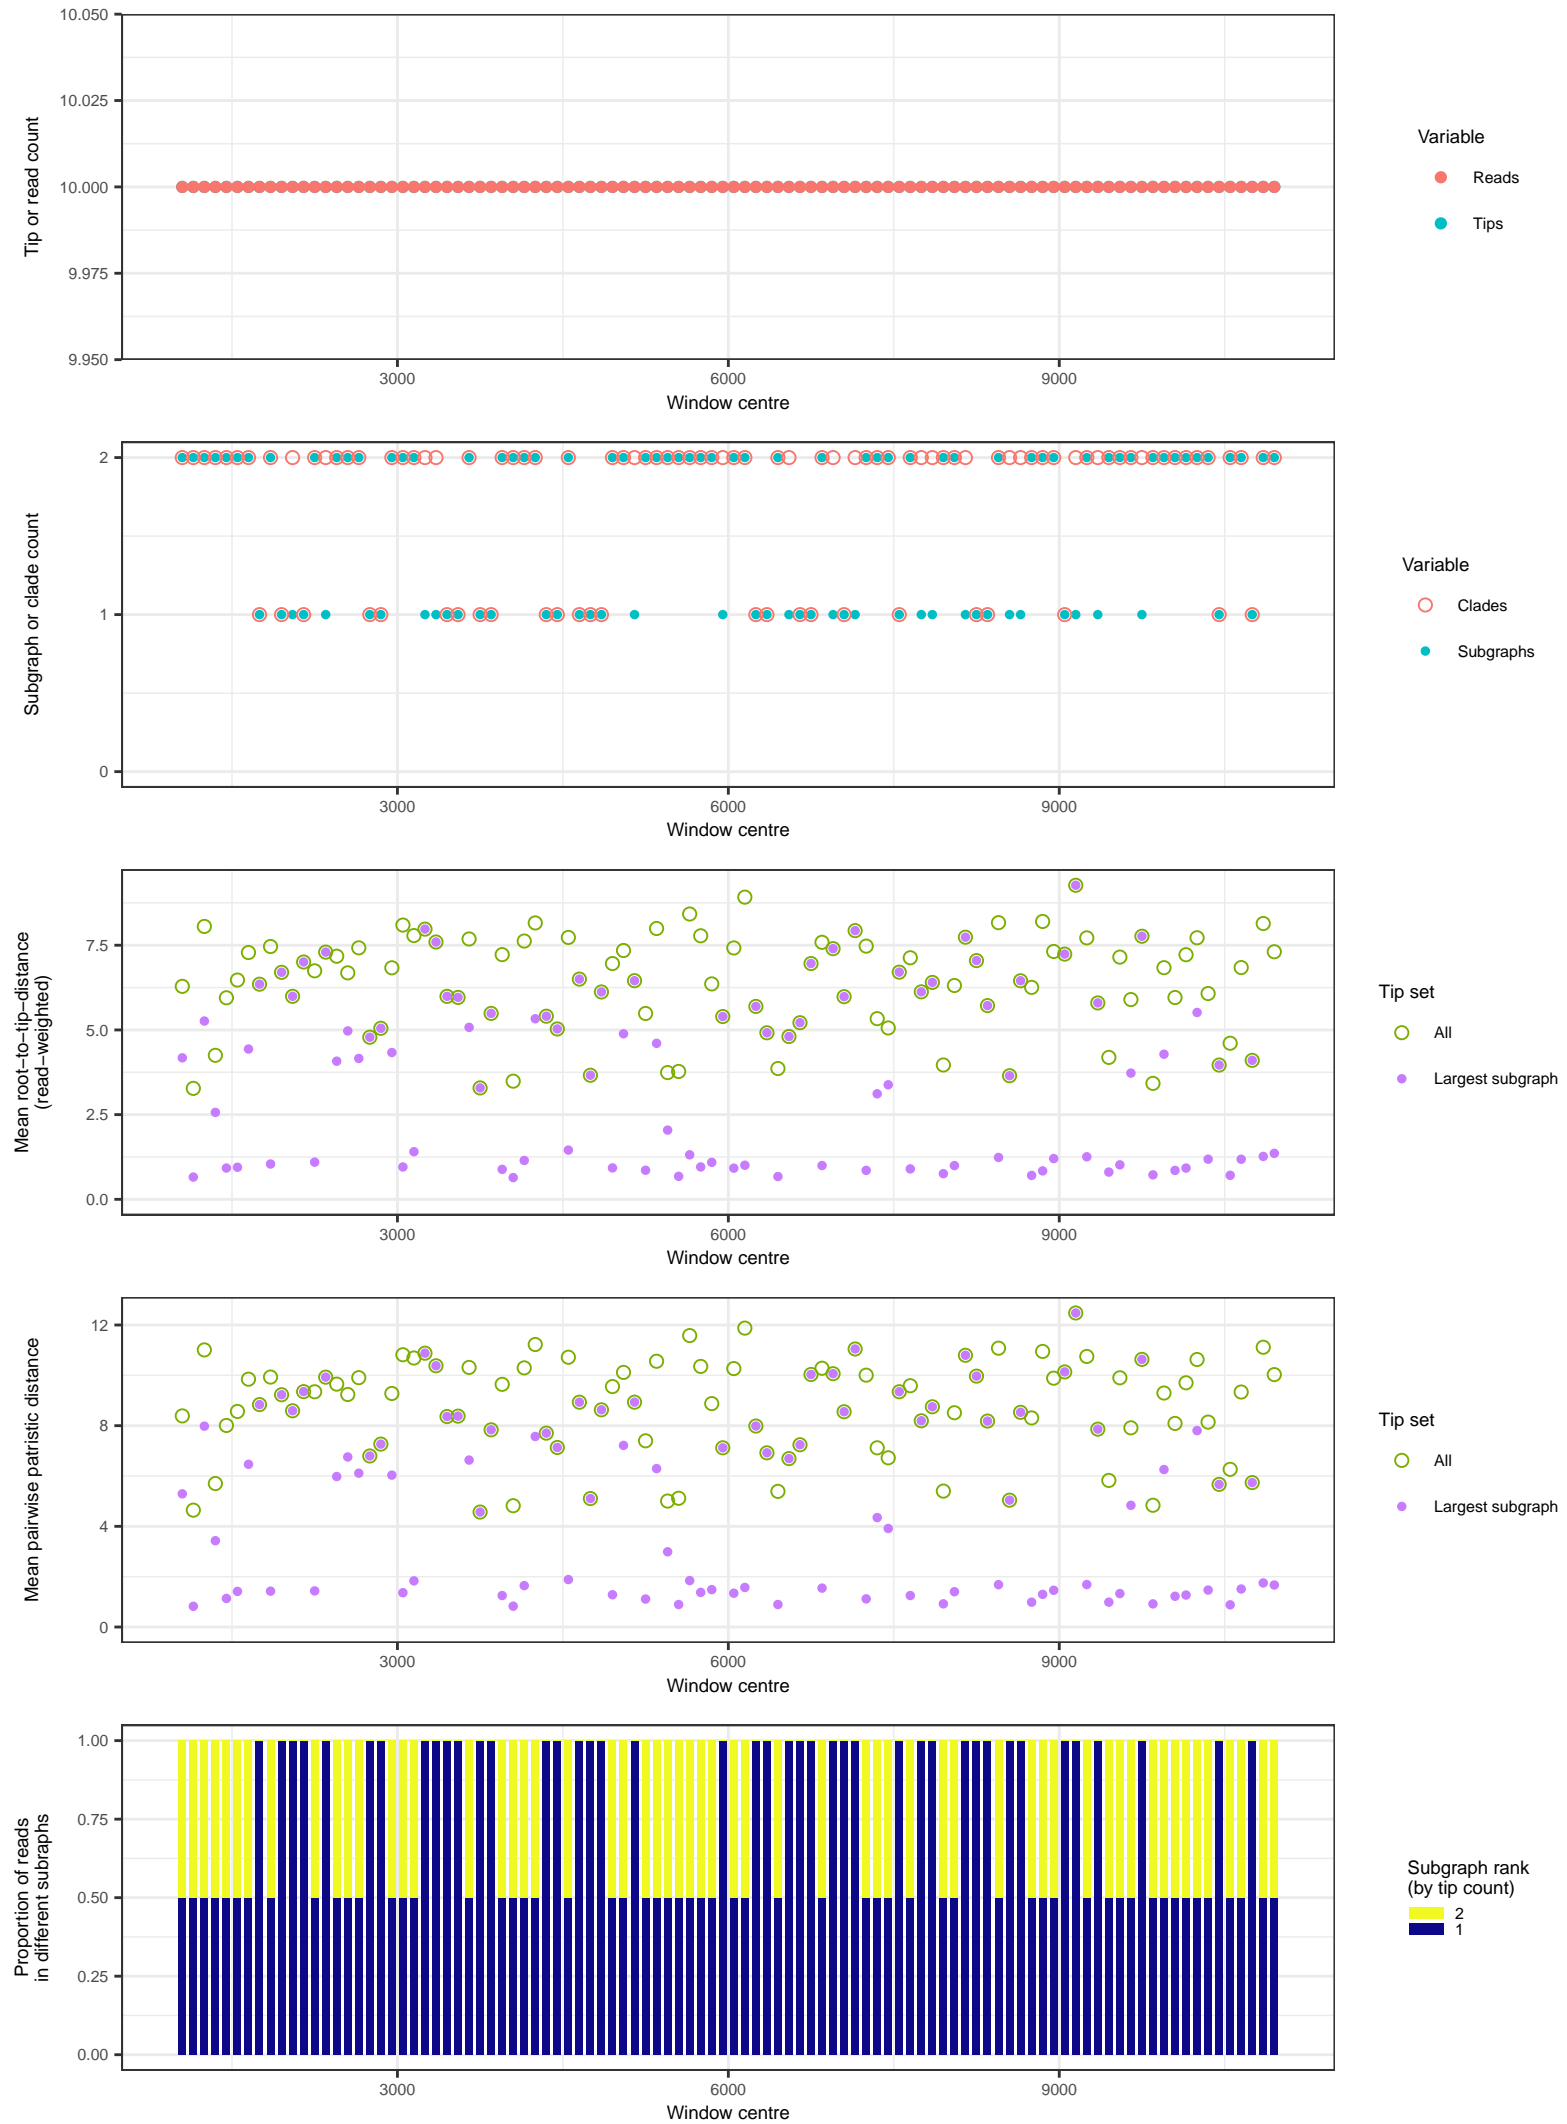 10.050
10.025
10.000
9.975
9.950
Tip or read count
3000 6000 9000
Window centre
Variable
Reads
Tips
2
1
0
Subgraph or clade count
3000 6000 9000
Window centre
Variable
Clades
Subgraphs
7.5
5.0
2.5
0.0
Mean root−to−tip−distance
(read−weighted)
3000 6000 9000
Window centre
Tip set
All
Largest subgraph
12
8
4
0
Mean pairwise patristic distance
3000 6000 9000
Window centre
Tip set
All
Largest subgraph
1.00
0.75
0.50
0.25
0.00
Proportion of reads
in different subraphs
3000 6000 9000
Window centre
Subgraph rank
(by tip count)
2
1